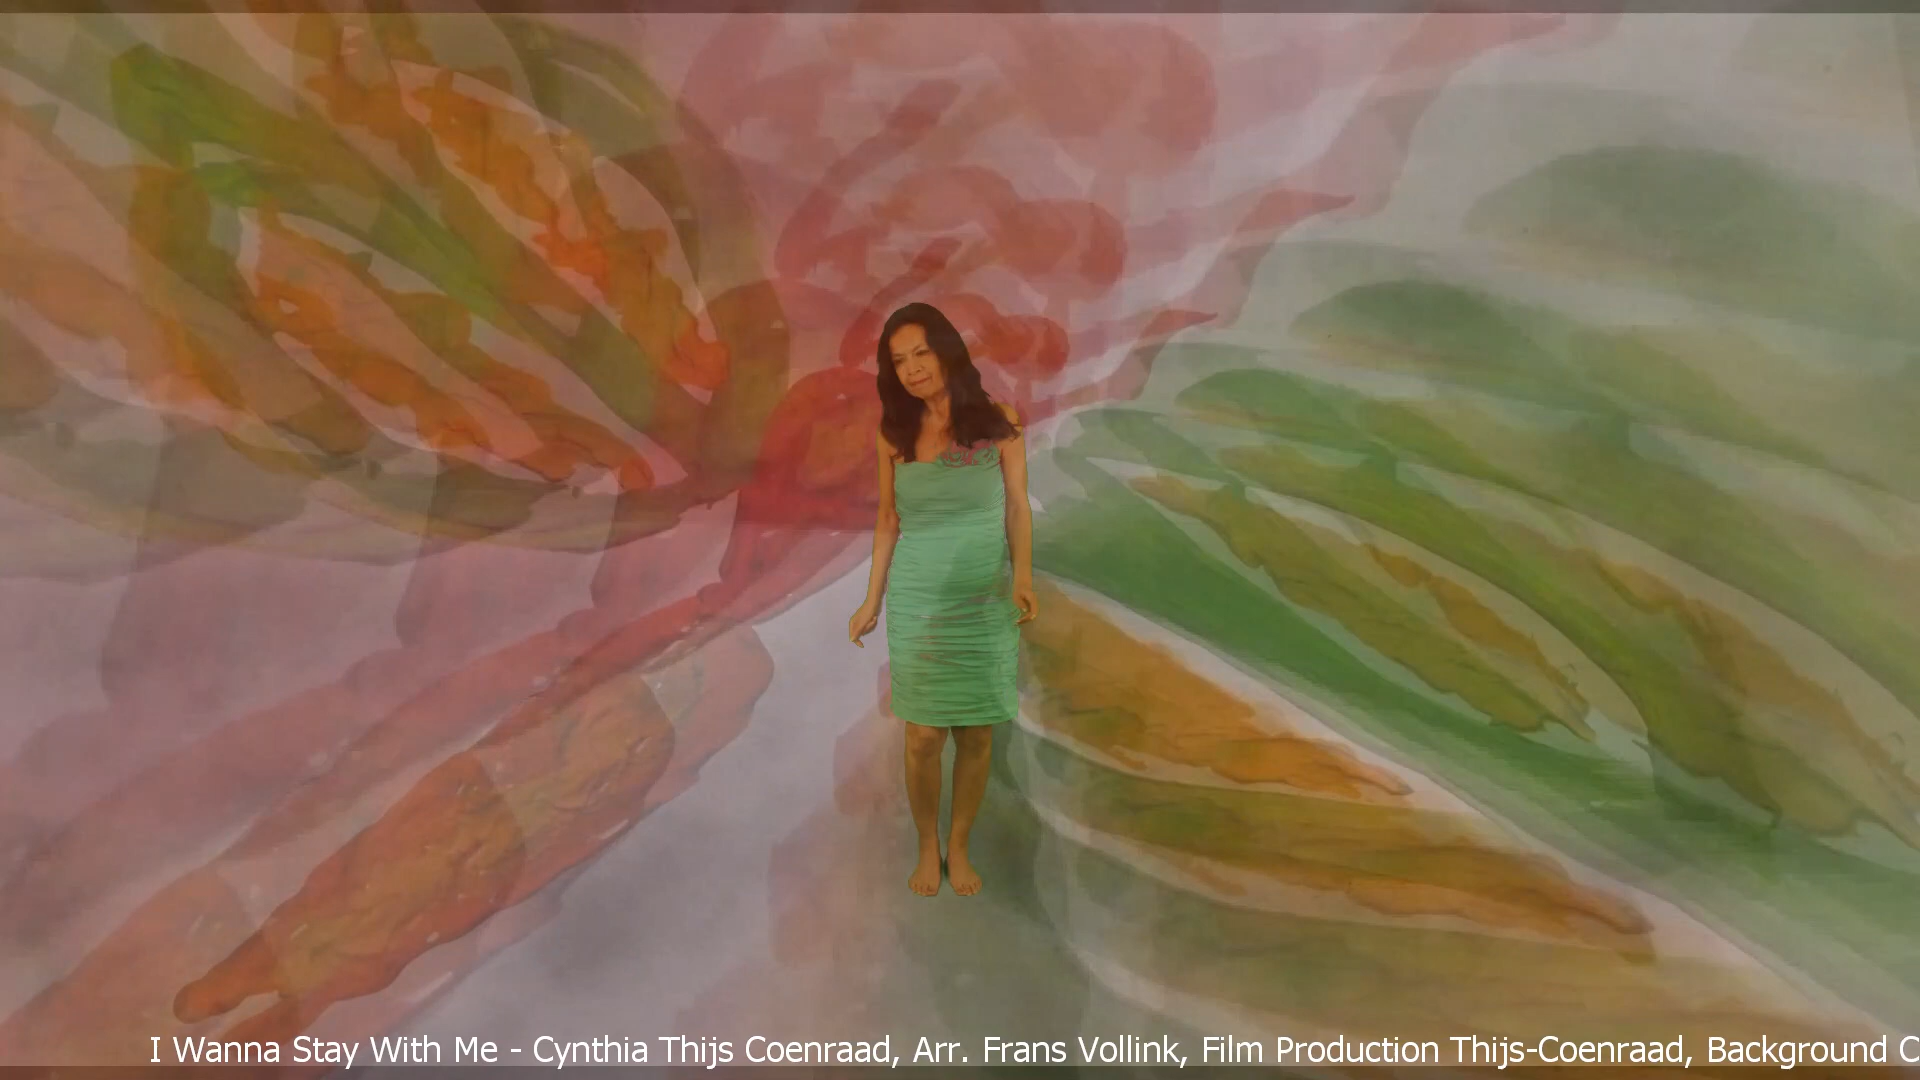 I Wanna Stay With Me - Cynthia Thijs Coenraad, Arr. Frans Vollink, Film Production Thijs-Coenraad, Background C